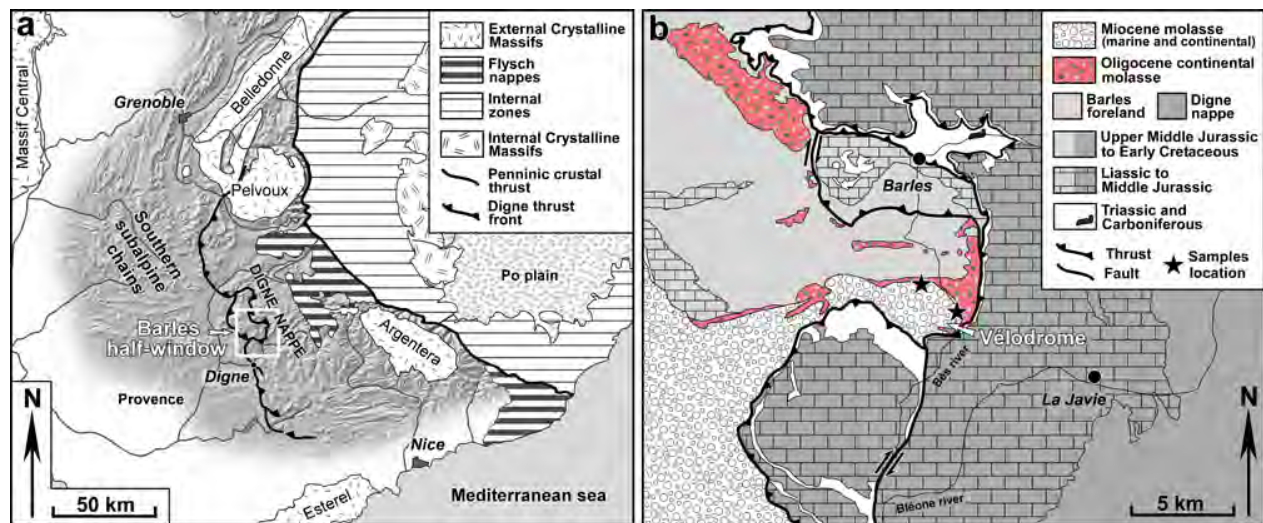 a
Massif Central
Grenoble
Belledonne
Pelvoux
Southern
subalpine
chains
DIGNE NAPPE
Barles
half-window
Digne
Provence
Argentera
Nice
Esterel
Po plain
Mediterranean sea
N
50 km
External Crystalline
Massifs
Flysch
nappes
Internal
zones
Internal Crystalline
Massifs
Penninic crustal
thrust
Digne thrust
front
b
Barles
Vélodrome
Bès river
La Javie
Bléone river
N
5 km
Miocene molasse
(marine and continental)
Oligocene continental
molasse
Barles
foreland
Digne
nappe
Upper Middle Jurassic
to Early Cretaceous
Liassic to
Middle Jurassic
Triassic and
Carboniferous
Thrust
Fault
Samples
location